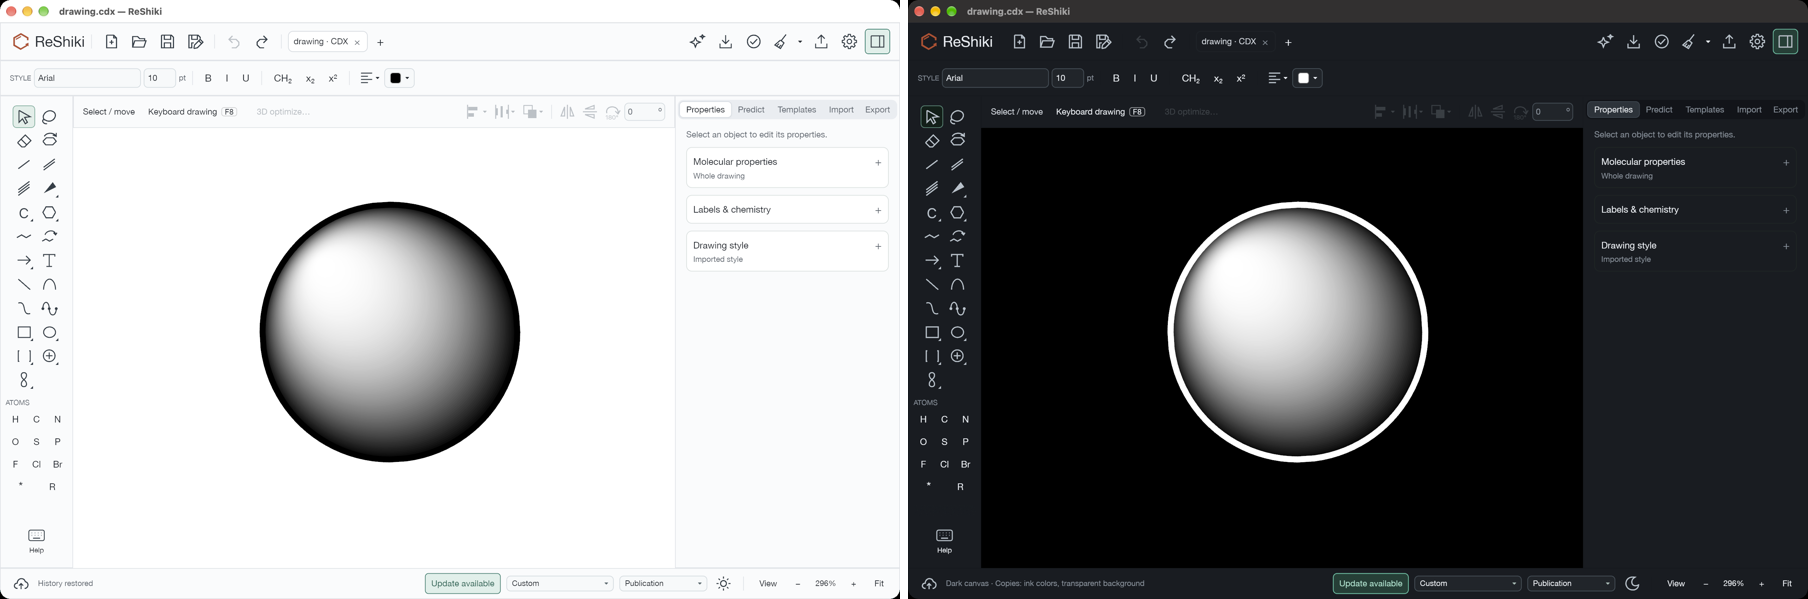 drawing.cdx — ReShiki
ReShiki
drawing · CDX × +
STYLE Arial 10 pt B I U CH2 x2 x²
Select / move Keyboard drawing F8 3D optimize... 180° 0 °
Properties Predict Templates Import Export
Select an object to edit its properties.
Molecular properties +
Whole drawing
Labels & chemistry +
Drawing style +
Imported style
C
T
ATOMS
H C N
O S P
F Cl Br
* R
Help
History restored Update available Custom Publication View − 296% + Fit
drawing.cdx — ReShiki
ReShiki
drawing · CDX × +
STYLE Arial 10 pt B I U CH2 x2 x²
Select / move Keyboard drawing F8 3D optimize... 180° 0 °
Properties Predict Templates Import Export
Select an object to edit its properties.
Molecular properties +
Whole drawing
Labels & chemistry +
Drawing style +
Imported style
C
T
ATOMS
H C N
O S P
F Cl Br
* R
Help
Dark canvas · Copies: ink colors, transparent background Update available Custom Publication View − 296% + Fit